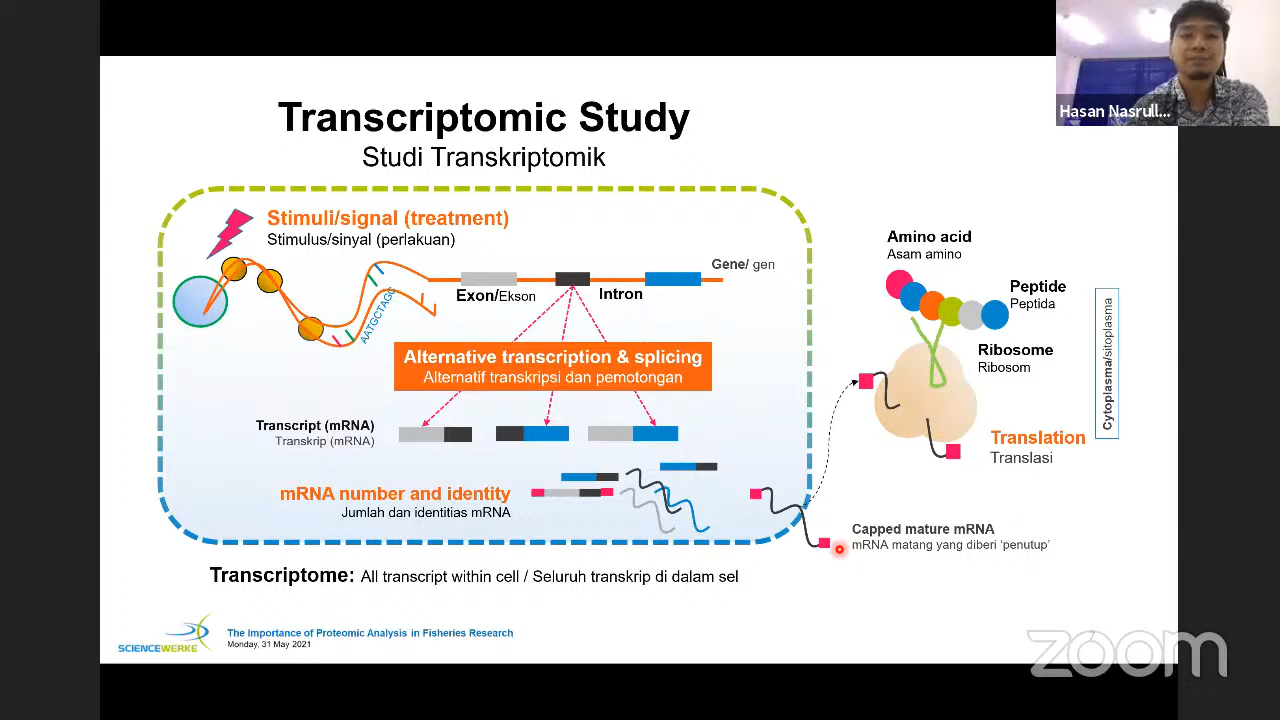 Hasan Nasrull...
Transcriptomic Study
Studi Transkriptomik
Stimuli/signal (treatment)
Stimulus/sinyal (perlakuan)
AATGCTAGC
Gene/ gen
Exon/Ekson
Intron
Alternative transcription & splicing
Alternatif transkripsi dan pemotongan
Transcript (mRNA)
Transkrip (mRNA)
mRNA number and identity
Jumlah dan identitias mRNA
Amino acid
Asam amino
Peptide
Peptida
Ribosome
Ribosom
Cytoplasma/sitoplasma
Translation
Translasi
Capped mature mRNA
mRNA matang yang diberi ‘penutup’
Transcriptome: All transcript within cell / Seluruh transkrip di dalam sel
SCIENCEWERKE
The Importance of Proteomic Analysis in Fisheries Research
Monday, 31 May 2021
zoom